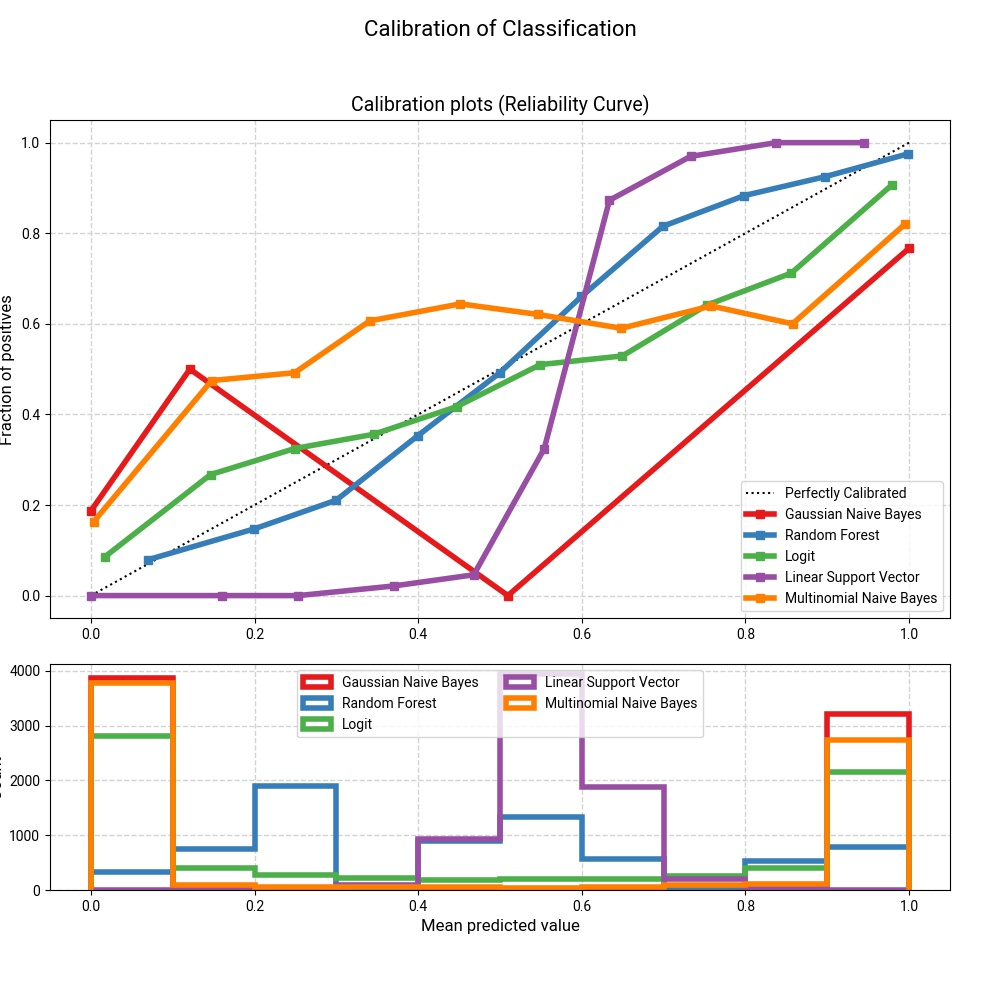 Calibration of Classification
Calibration plots (Reliability Curve)
Fraction of positives
1.0
0.8
0.6
0.4
0.2
0.0
Perfectly Calibrated
Gaussian Naive Bayes
Random Forest
Logit
Linear Support Vector
Multinomial Naive Bayes
0.0 0.2 0.4 0.6 0.8 1.0
4000
3000
2000
1000
0
Gaussian Naive Bayes Linear Support Vector
Random Forest Multinomial Naive Bayes
Logit
0.0 0.2 0.4 0.6 0.8 1.0
Mean predicted value